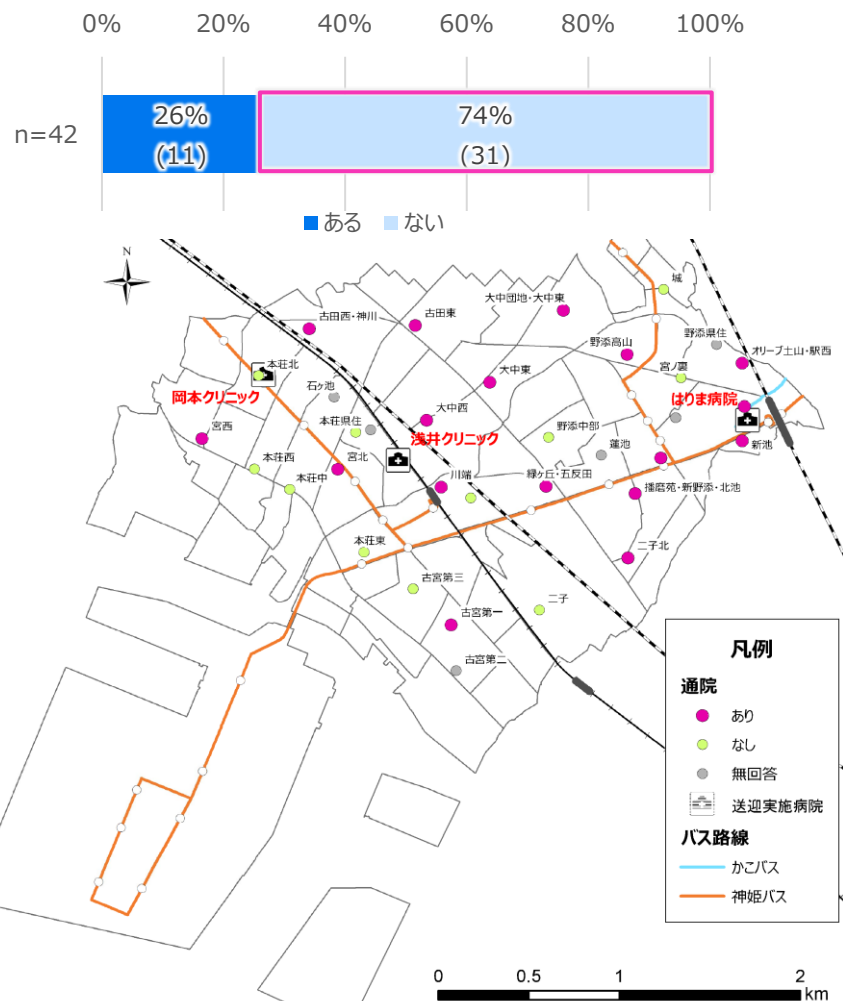 0% 20% 40% 60% 80% 100%
n=42
26% 74%
(11) (31)
ある ない
N
城
大中団地・大中東
古田西・神川
古田東
野添県住
野添高山
オリーブ土山・駅西
本荘北
宮ノ裏
大中東
石ヶ池
岡本クリニック
はりま病院
大中西
本荘県住
浅井クリニック
野添中部
宮西
蓮池
新池
宮北
本荘西
本荘中
川端
緑ヶ丘・五反田
播磨苑・新野添・北池
本荘東
二子北
古宮第三
二子
古宮第一
古宮第二
凡例
通院
あり
なし
無回答
送迎実施病院
バス路線
かこバス
神姫バス
0 0.5 1 2
km